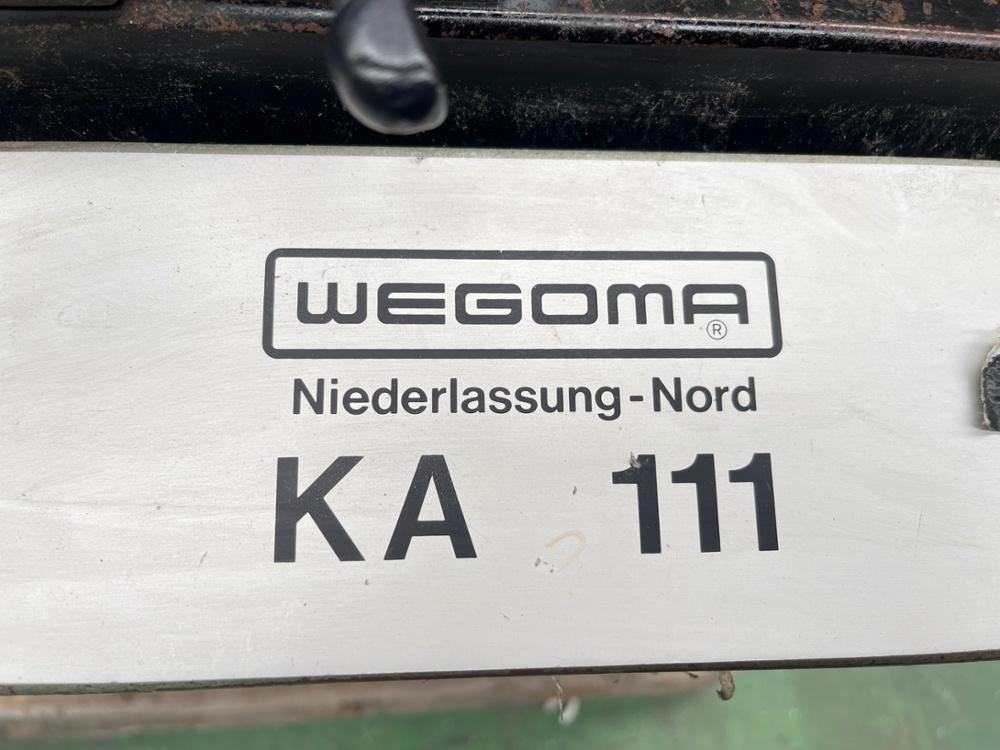 WEGOMA®
Niederlassung-Nord
KA 111